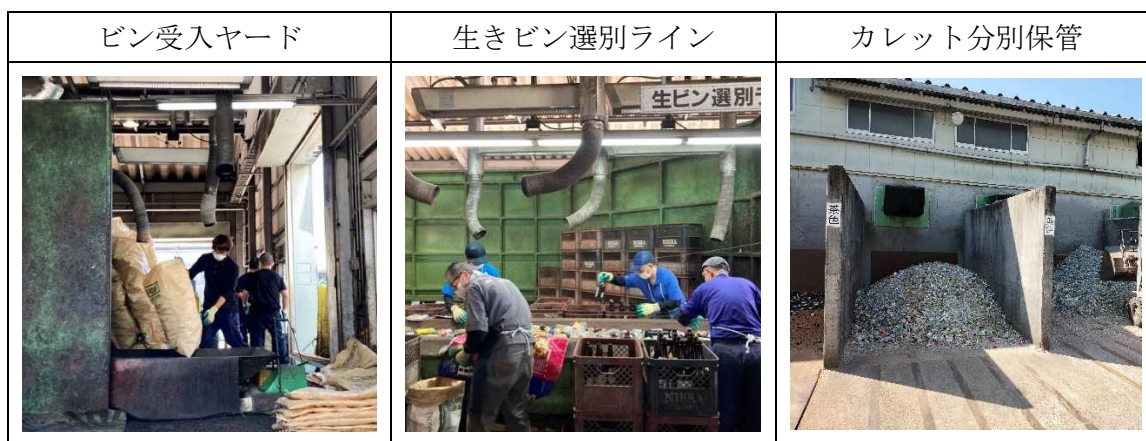 ビン受入ヤード
生きビン選別ライン
カレット分別保管
生ビン選別
茶色